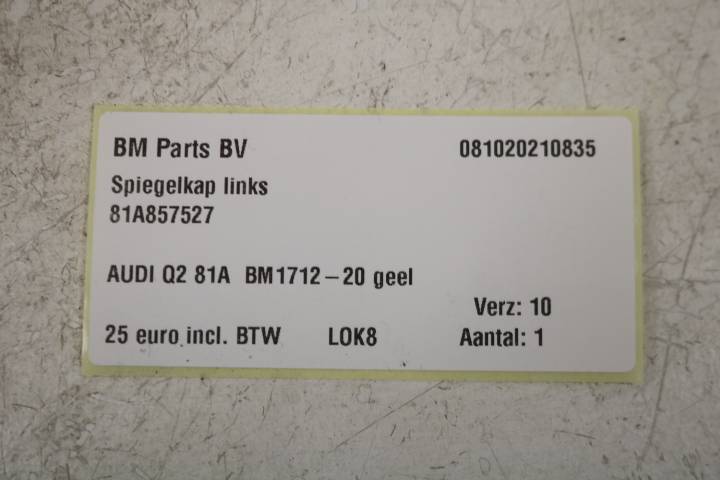 BM Parts BV 081020210835
Spiegelkap links
81A857527
AUDI Q2 81A BM1712-20 geel
Verz: 10
25 euro incl. BTW LOK8 Aantal: 1